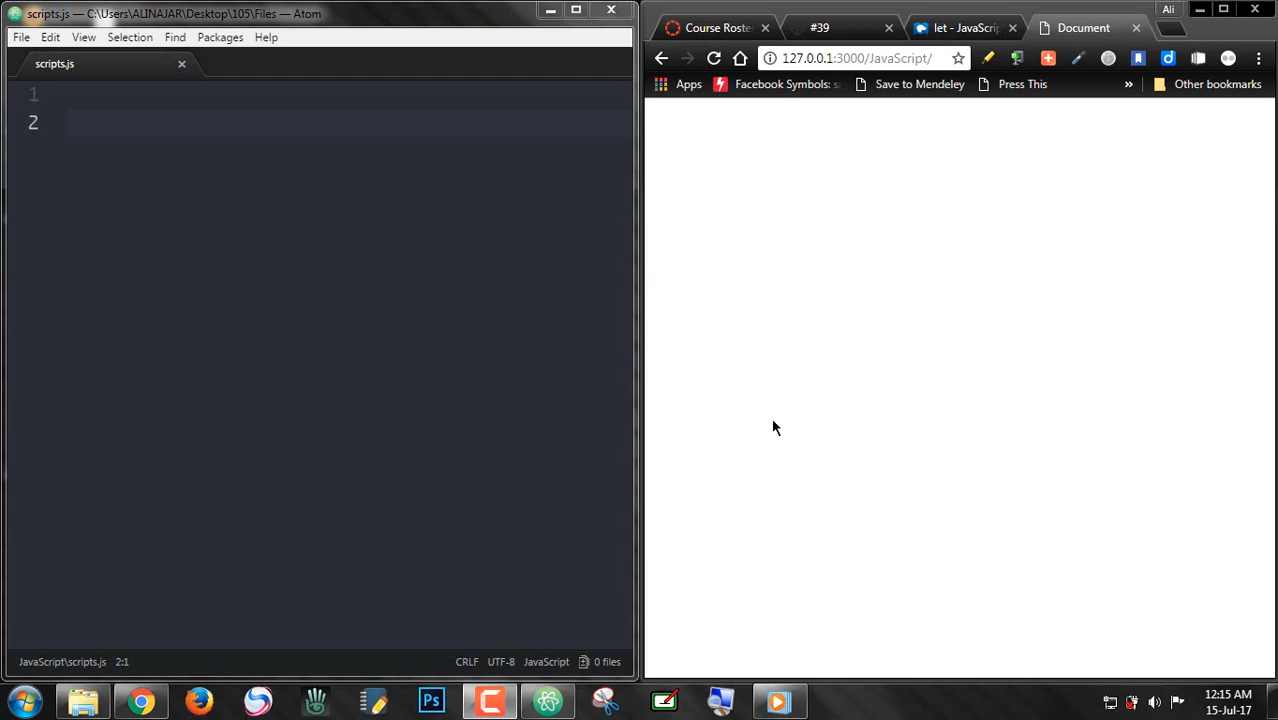 scripts.js — C:\Users\ALINAJAR\Desktop\105\Files — Atom
File Edit View Selection Find Packages Help
scripts.js
1
2
JavaScript\scripts.js 2:1 CRLF UTF-8 JavaScript 0 files
Ali
Course Roste #39 let - JavaScrip Document
127.0.0.1:3000/JavaScript/
Apps Facebook Symbols: Save to Mendeley Press This » Other bookmarks
Ps
12:15 AM
15-Jul-17